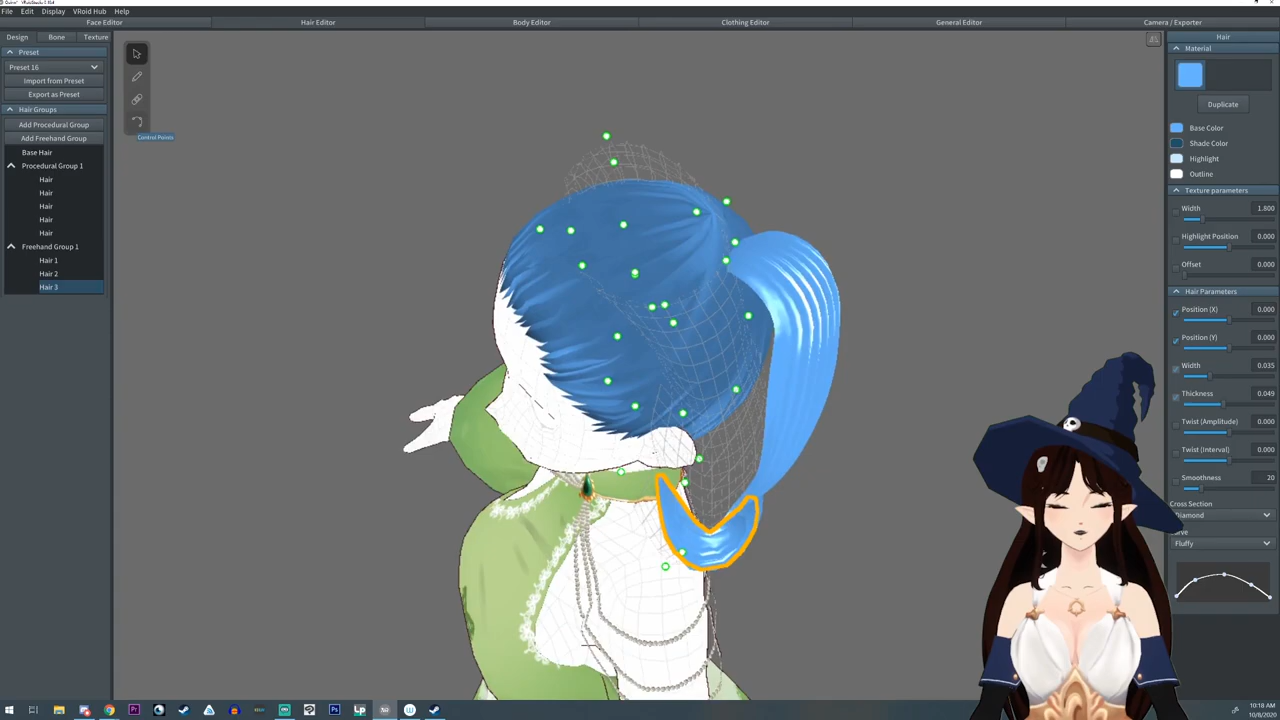 File Edit Display VRoid Hub Help
Face Editor Hair Editor Body Editor Clothing Editor General Editor Camera / Exporter
Design Bone Texture
Preset
Preset 16
Import from Preset
Export as Preset
Hair Groups
Add Procedural Group
Add Freehand Group
Base Hair
Procedural Group 1
Hair
Hair
Hair
Hair
Hair
Freehand Group 1
Hair 1
Hair 2
Hair 3
Control Points
Hair
Material
Duplicate
Base Color
Shade Color
Highlight
Outline
Texture parameters
Width 1.800
Highlight Position 0.000
Offset 0.000
Hair Parameters
Position (X) 0.000
Position (Y) 0.000
Width 0.035
Thickness 0.049
Twist (Amplitude) 0.000
Twist (Interval) 0.000
Smoothness 20
Cross Section
Diamond
Fluffy
10:18 AM
10/8/2020